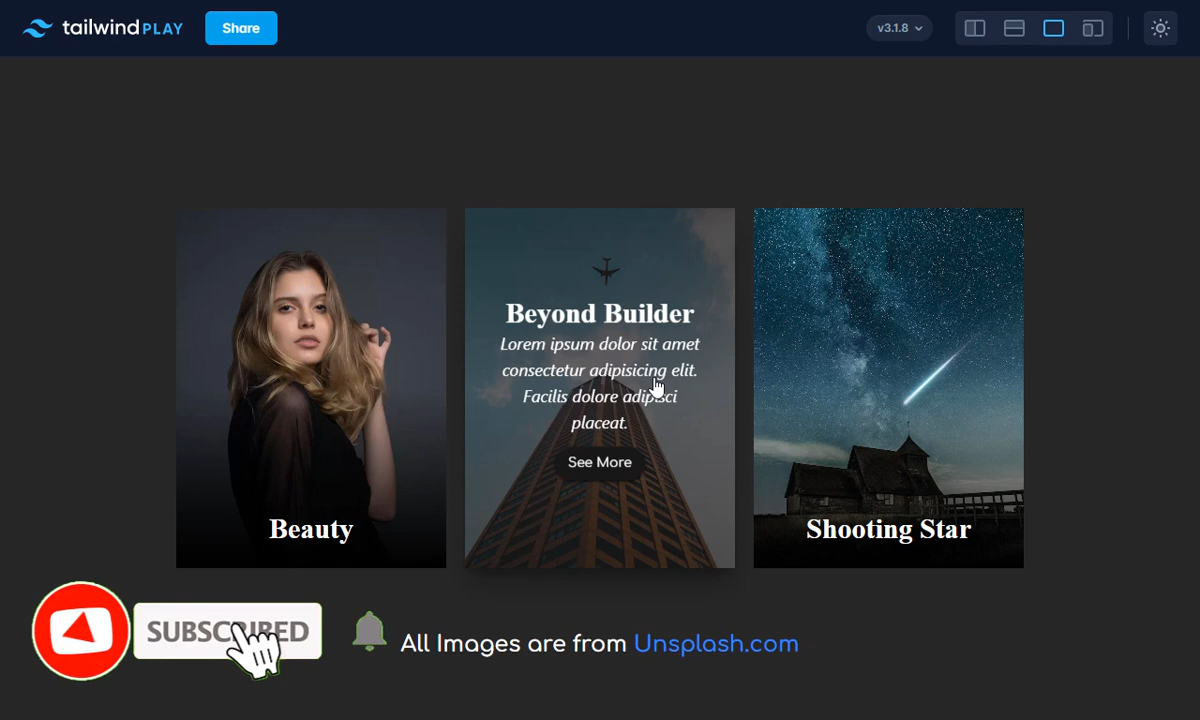 tailwind PLAY
Share
v3.1.8
Beyond Builder
Lorem ipsum dolor sit amet
consectetur adipisicing elit.
Facilis dolore adipisci
placeat.
See More
Beauty
Shooting Star
SUBSCRIBED
All Images are from Unsplash.com